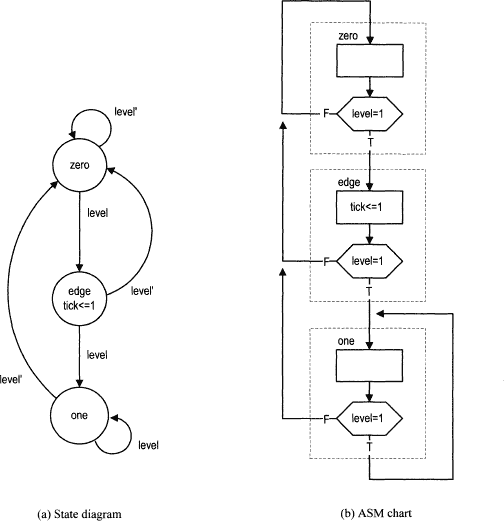 level'
zero
level
edge
tick<=1
level'
level
level'
one
level
(a) State diagram
zero
F
level=1
T
edge
tick<=1
F
level=1
T
one
F
level=1
T
(b) ASM chart